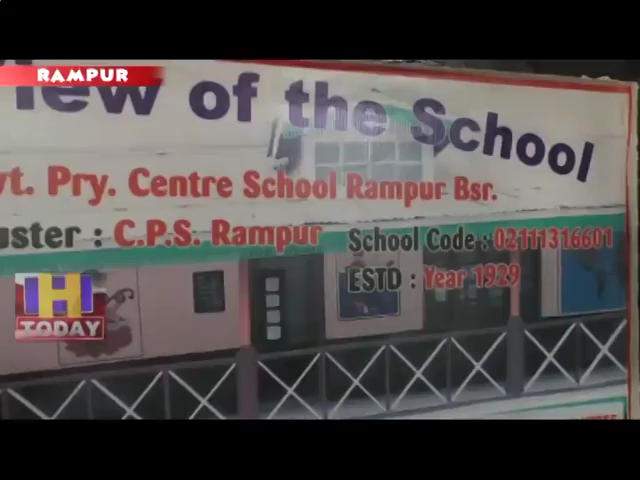 RAMPUR
view of the School
vt. Pry. Centre School Rampur Bsr.
uster : C.P.S. Rampur
School Code : 02111316601
ESTD : Year 1929
H
TODAY